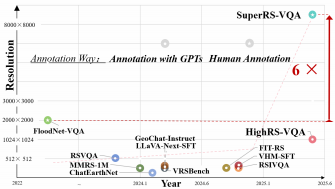 SuperRS-VQA
8000×8000
Annotation Way: Annotation with GPTs Human Annotation
6 ×
Resolution
3000×3000
2000×2000
FloodNet-VQA
HighRS-VQA
GeoChat-Instruct
LLaVA-Next-SFT
1024×1024
FIT-RS
RSVQA
VHM-SFT
512×512
MMRS-1M
VRSBench
RSIVQA
ChatEarthNet
2022
2024
2024.6
2025
2025.6
Year